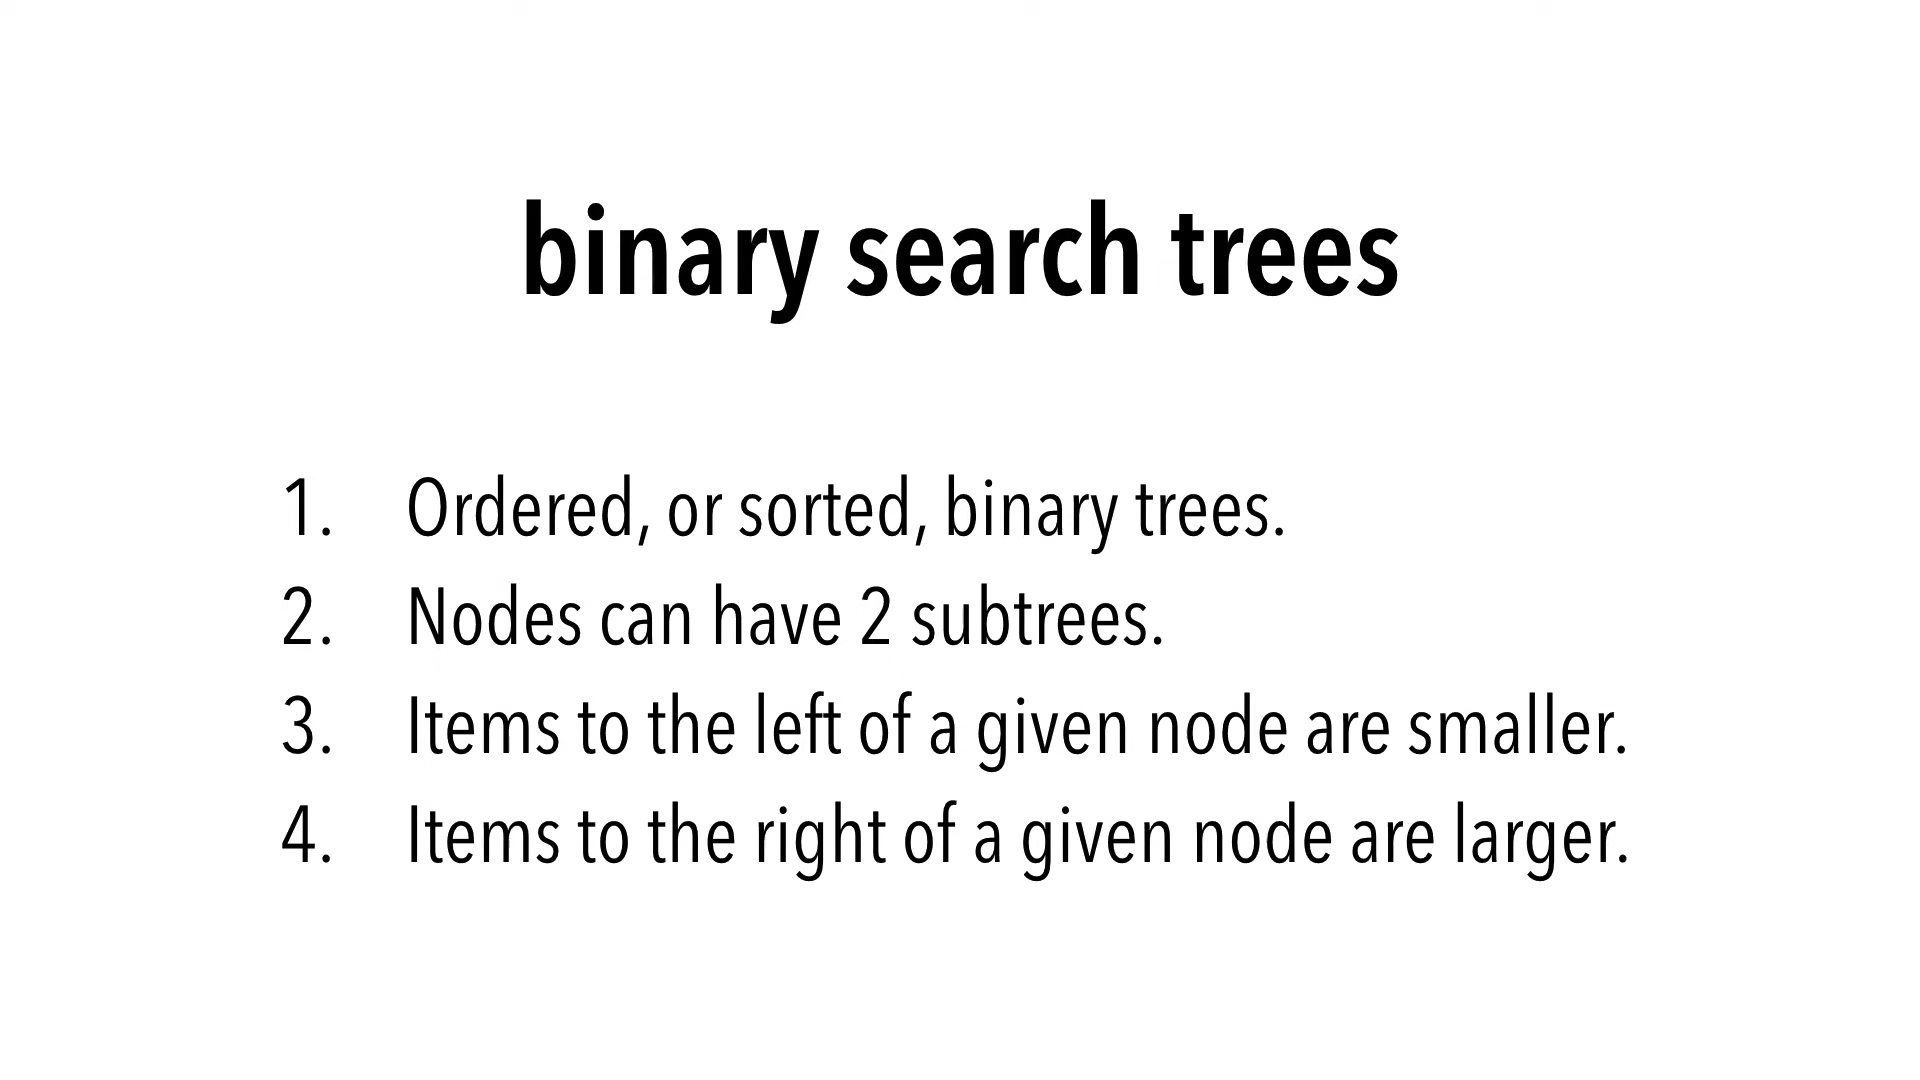 binary search trees
1. Ordered, or sorted, binary trees.
2. Nodes can have 2 subtrees.
3. Items to the left of a given node are smaller.
4. Items to the right of a given node are larger.